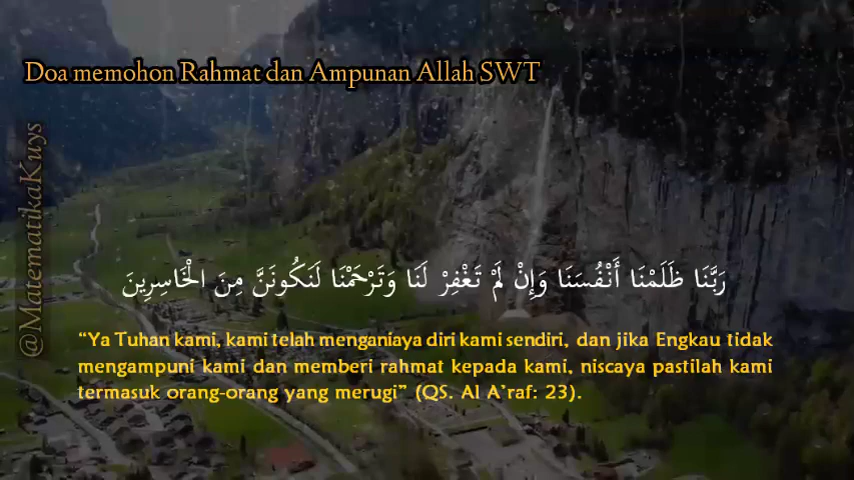 Doa memohon Rahmat dan Ampunan Allah SWT
@MatematikaKuys
رَبَّنَا ظَلَمْنَا أَنْفُسَنَا وَإِنْ لَمْ تَغْفِرْ لَنَا وَتَرْحَمْنَا لَنَكُونَنَّ مِنَ الْخَاسِرِينَ
“Ya Tuhan kami, kami telah menganiaya diri kami sendiri, dan jika Engkau tidak
mengampuni kami dan memberi rahmat kepada kami, niscaya pastilah kami
termasuk orang-orang yang merugi” (QS. Al A’raf: 23).